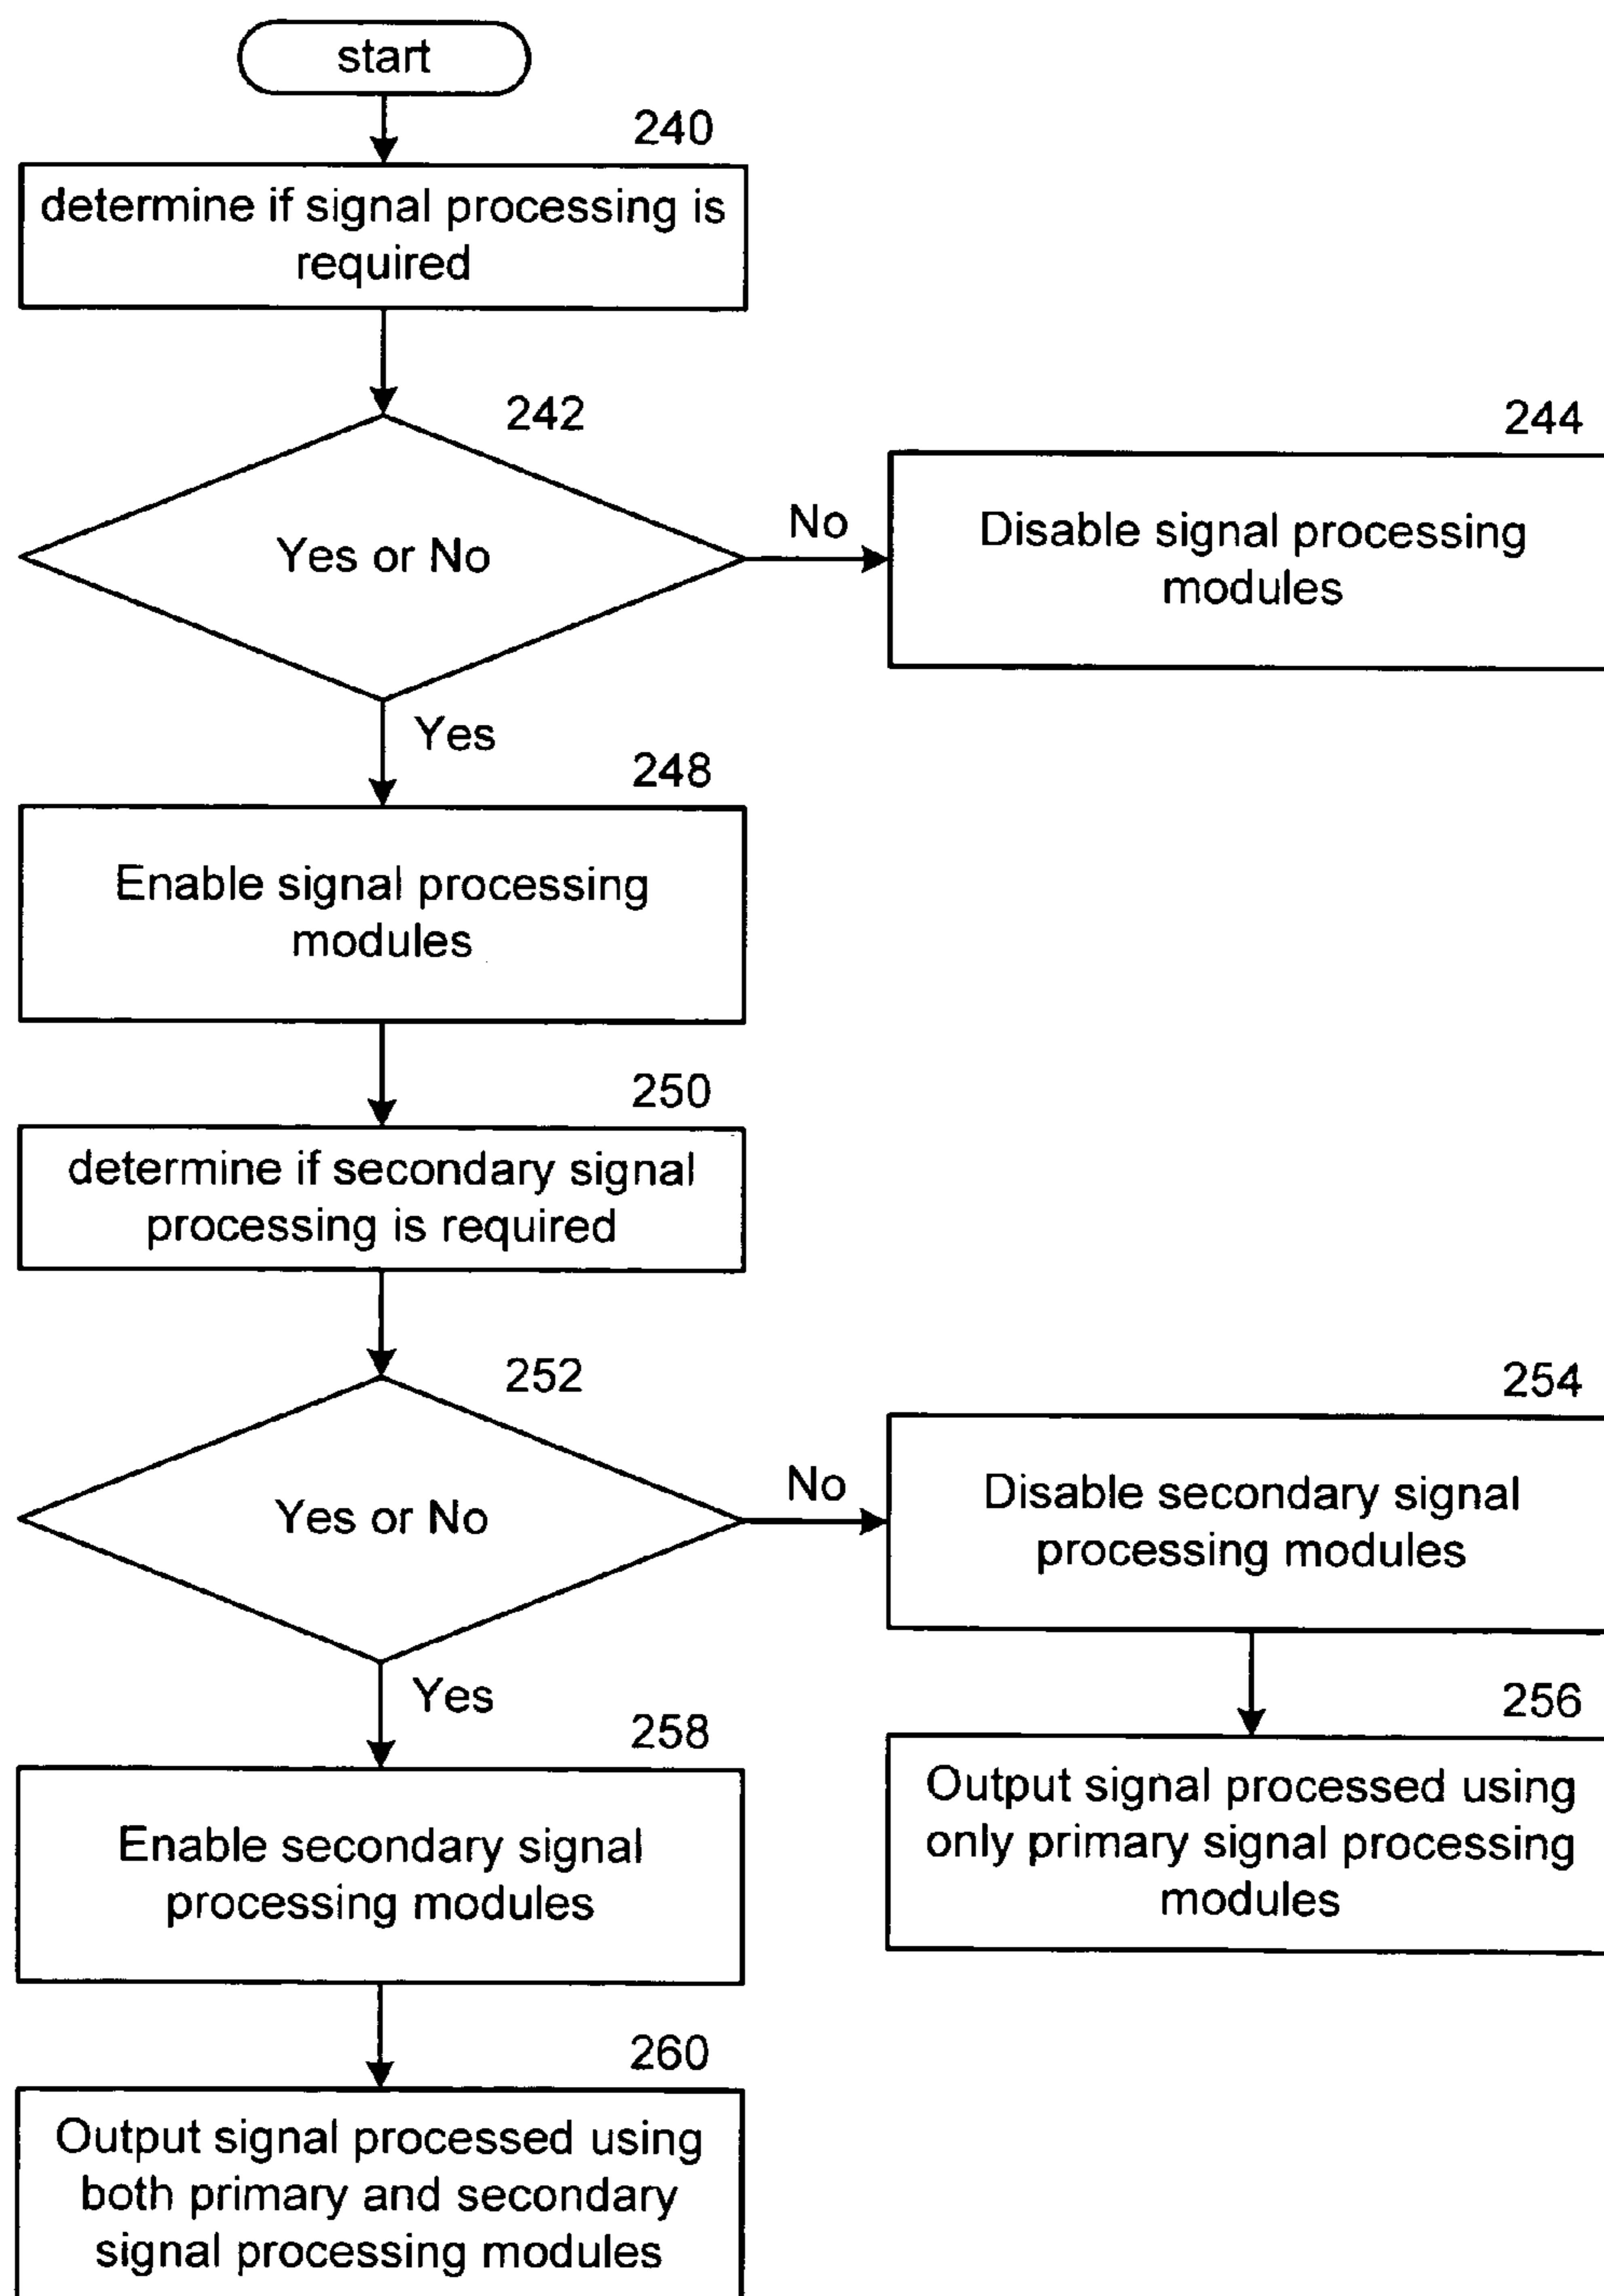 start
240
determine if signal processing is
required
242
Yes or No
No
244
Disable signal processing
modules
Yes
248
Enable signal processing
modules
250
determine if secondary signal
processing is required
252
Yes or No
No
254
Disable secondary signal
processing modules
256
Output signal processed using
only primary signal processing
modules
Yes
258
Enable secondary signal
processing modules
260
Output signal processed using
both primary and secondary
signal processing modules